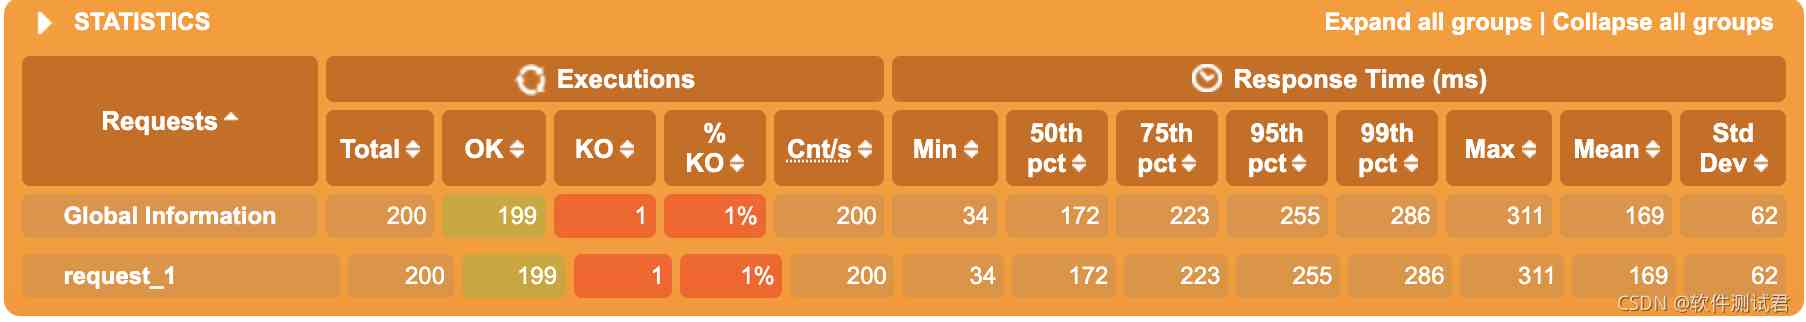 STATISTICS Expand all groups | Collapse all groups
Requests Executions Response Time (ms)
Total OK KO % KO Cnt/s Min 50th pct 75th pct 95th pct 99th pct Max Mean Std Dev
Global Information 200 199 1 1% 200 34 172 223 255 286 311 169 62
request_1 200 199 1 1% 200 34 172 223 255 286 311 169 62
CSDN @软件测试君